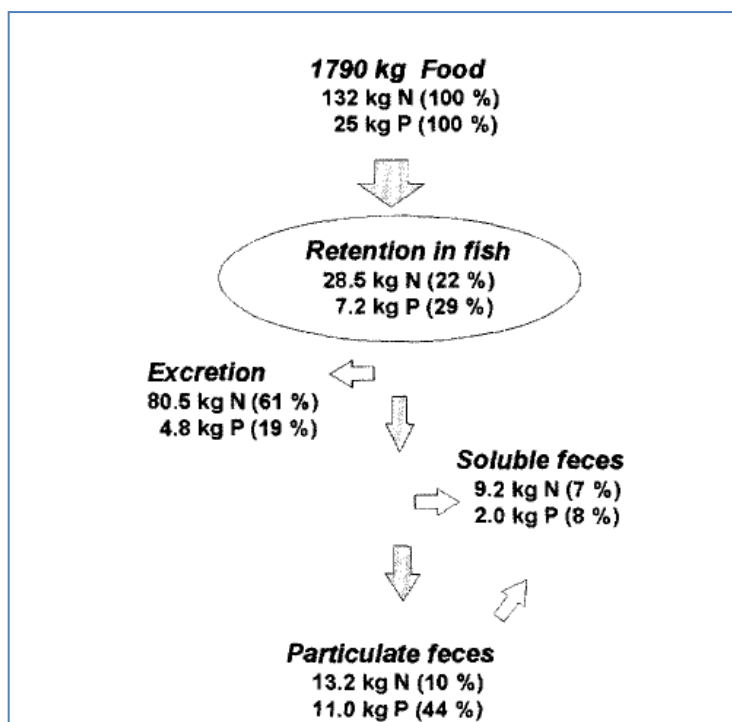 1790 kg Food
132 kg N (100 %)
25 kg P (100 %)
Retention in fish
28.5 kg N (22 %)
7.2 kg P (29 %)
Excretion
80.5 kg N (61 %)
4.8 kg P (19 %)
Soluble feces
9.2 kg N (7 %)
2.0 kg P (8 %)
Particulate feces
13.2 kg N (10 %)
11.0 kg P (44 %)